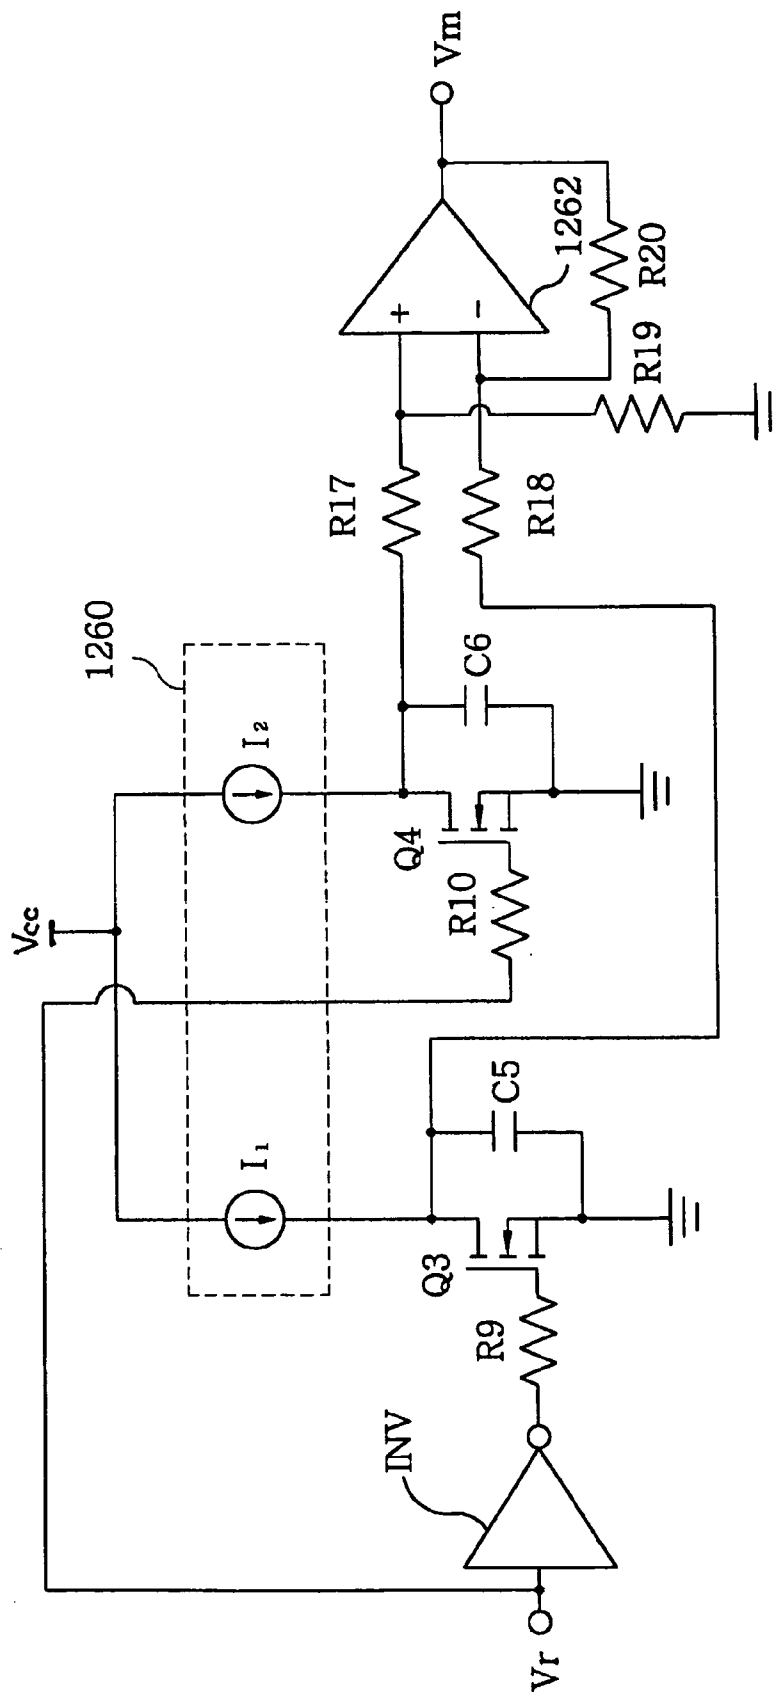 Vcc
1260
I1
I2
Vr
INV
R9
Q3
C5
R10
Q4
C6
R17
R18
R19
R20
+
-
1262
Vm